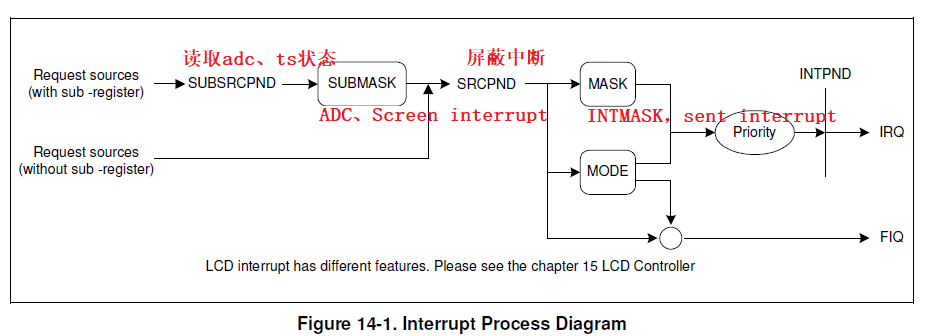 读取adc、ts状态
屏蔽中断
Request sources
(with sub -register)
SUBSRCPND
SUBMASK
SRCPND
MASK
INTPND
ADC、Screen interrupt
INTMASK，sent interrupt
Priority
IRQ
Request sources
(without sub -register)
MODE
FIQ
LCD interrupt has different features. Please see the chapter 15 LCD Controller
Figure 14-1. Interrupt Process Diagram